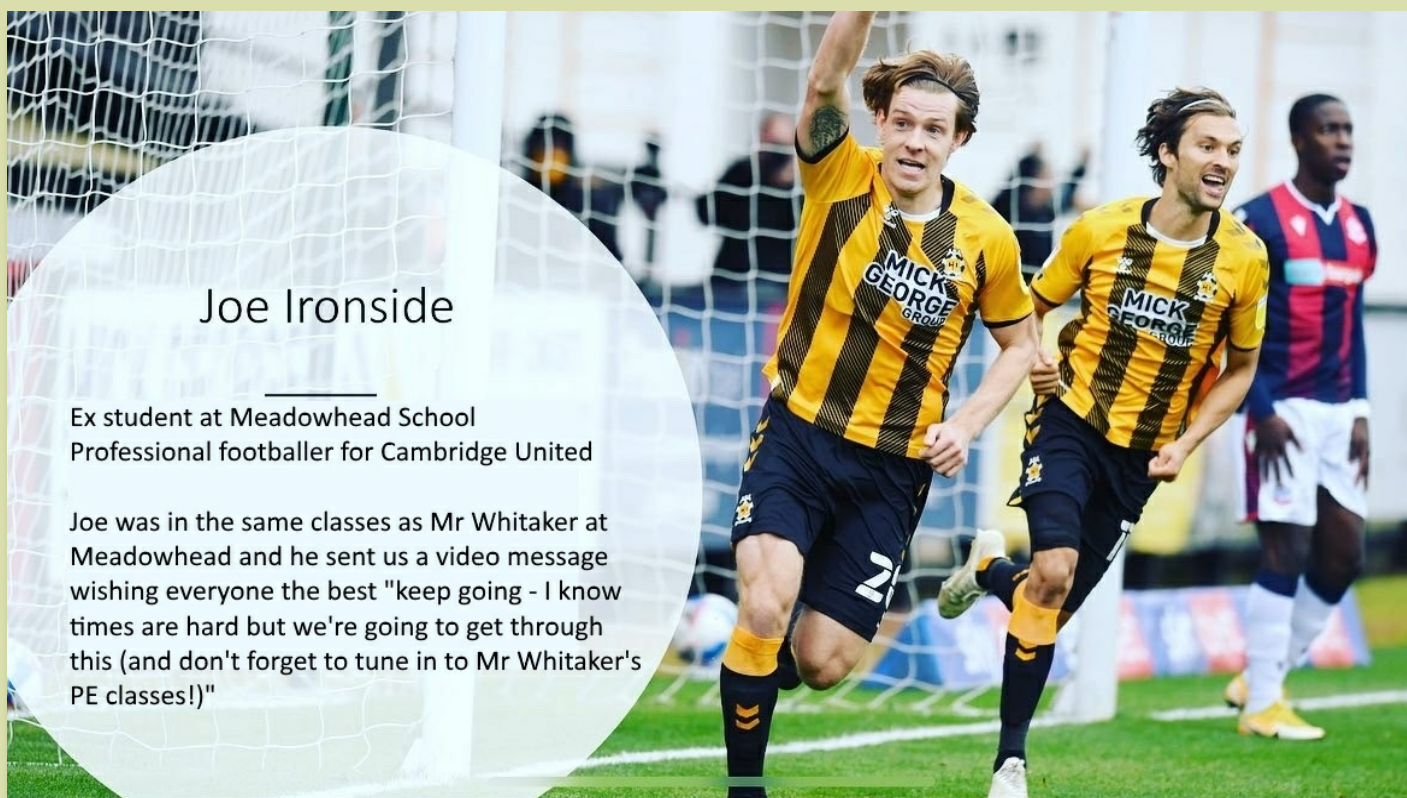 Joe Ironside
Ex student at Meadowhead School
Professional footballer for Cambridge United
Joe was in the same classes as Mr Whitaker at
Meadowhead and he sent us a video message
wishing everyone the best "keep going - I know
times are hard but we're going to get through
this (and don't forget to tune in to Mr Whitaker's
PE classes!)"
MICK
GEORGE
GROUP
MICK
GEORGE
GROUP